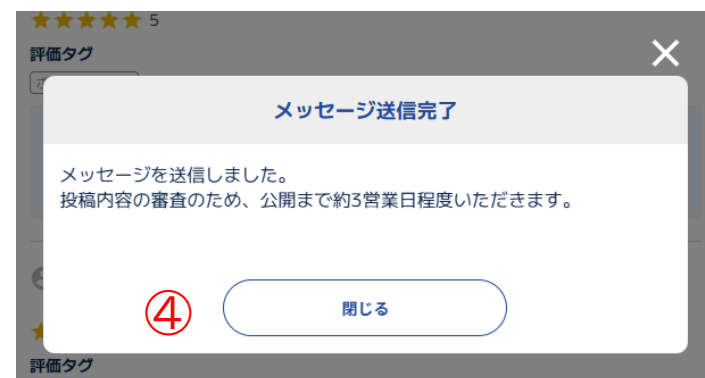 ★★★★★ 5
評価タグ
メッセージ送信完了
メッセージを送信しました。
投稿内容の審査のため、公開まで約3営業日程度いただきます。
④
閉じる
評価タグ